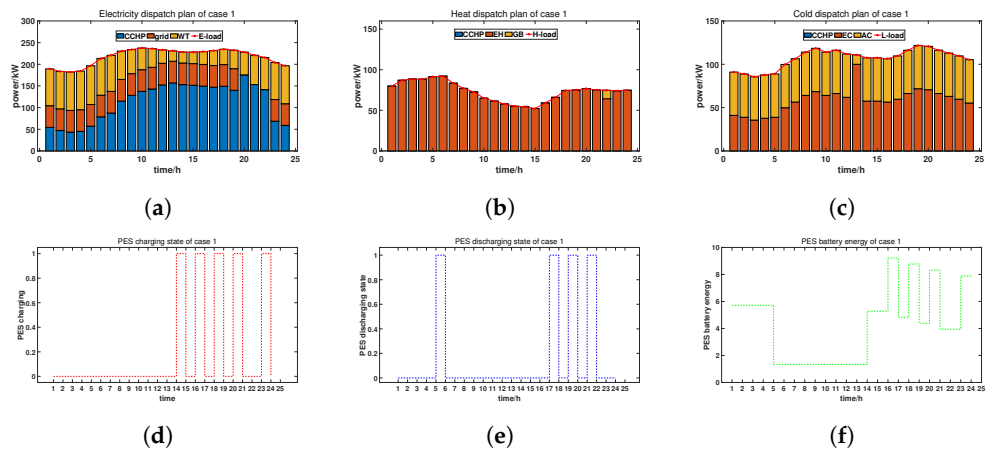 Electricity dispatch plan of case 1
CCHP grid WT E-load
power/kW
300
250
200
150
100
50
0
0 5 10 15 20 25
time/h
(a)
Heat dispatch plan of case 1
CCHP EH GB H-load
power/kW
150
100
50
0
0 5 10 15 20 25
time/h
(b)
Cold dispatch plan of case 1
CCHP EC AC L-load
power/kW
150
100
50
0
0 5 10 15 20 25
time/h
(c)
PES charging state of case 1
PES charging
1
0.8
0.6
0.4
0.2
0
1 2 3 4 5 6 7 8 9 10 11 12 13 14 15 16 17 18 19 20 21 22 23 24 25
time
(d)
PES discharging state of case 1
PES discharging state
1
0.8
0.6
0.4
0.2
0
1 2 3 4 5 6 7 8 9 10 11 12 13 14 15 16 17 18 19 20 21 22 23 24 25
time/h
(e)
PES battery energy of case 1
PES battery energy
10
8
6
4
2
0
1 2 3 4 5 6 7 8 9 10 11 12 13 14 15 16 17 18 19 20 21 22 23 24 25
time/h
(f)